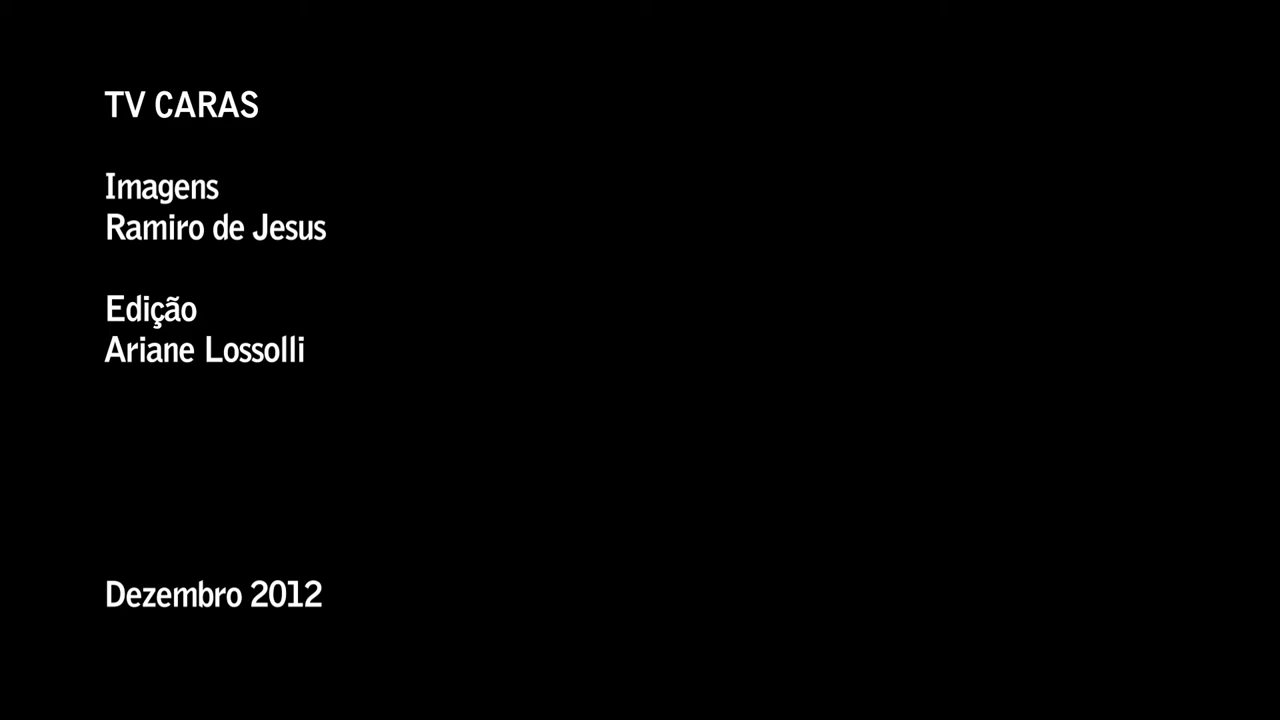 TV CARAS
Imagens
Ramiro de Jesus
Edição
Ariane Lossolli
Dezembro 2012